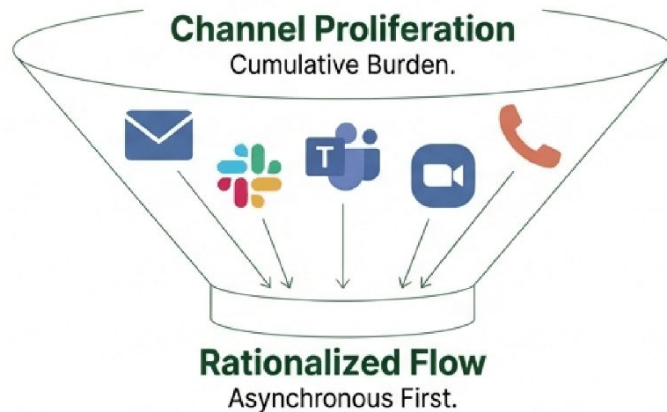 Channel Proliferation
Cumulative Burden.
T
Rationalized Flow
Asynchronous First.